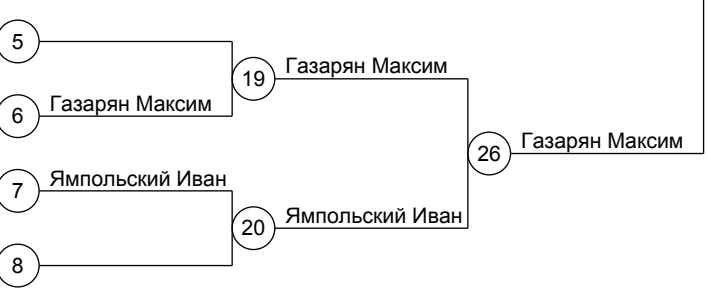 5
19 Газарян Максим
6 Газарян Максим
26 Газарян Максим
7 Ямпольский Иван
20 Ямпольский Иван
8